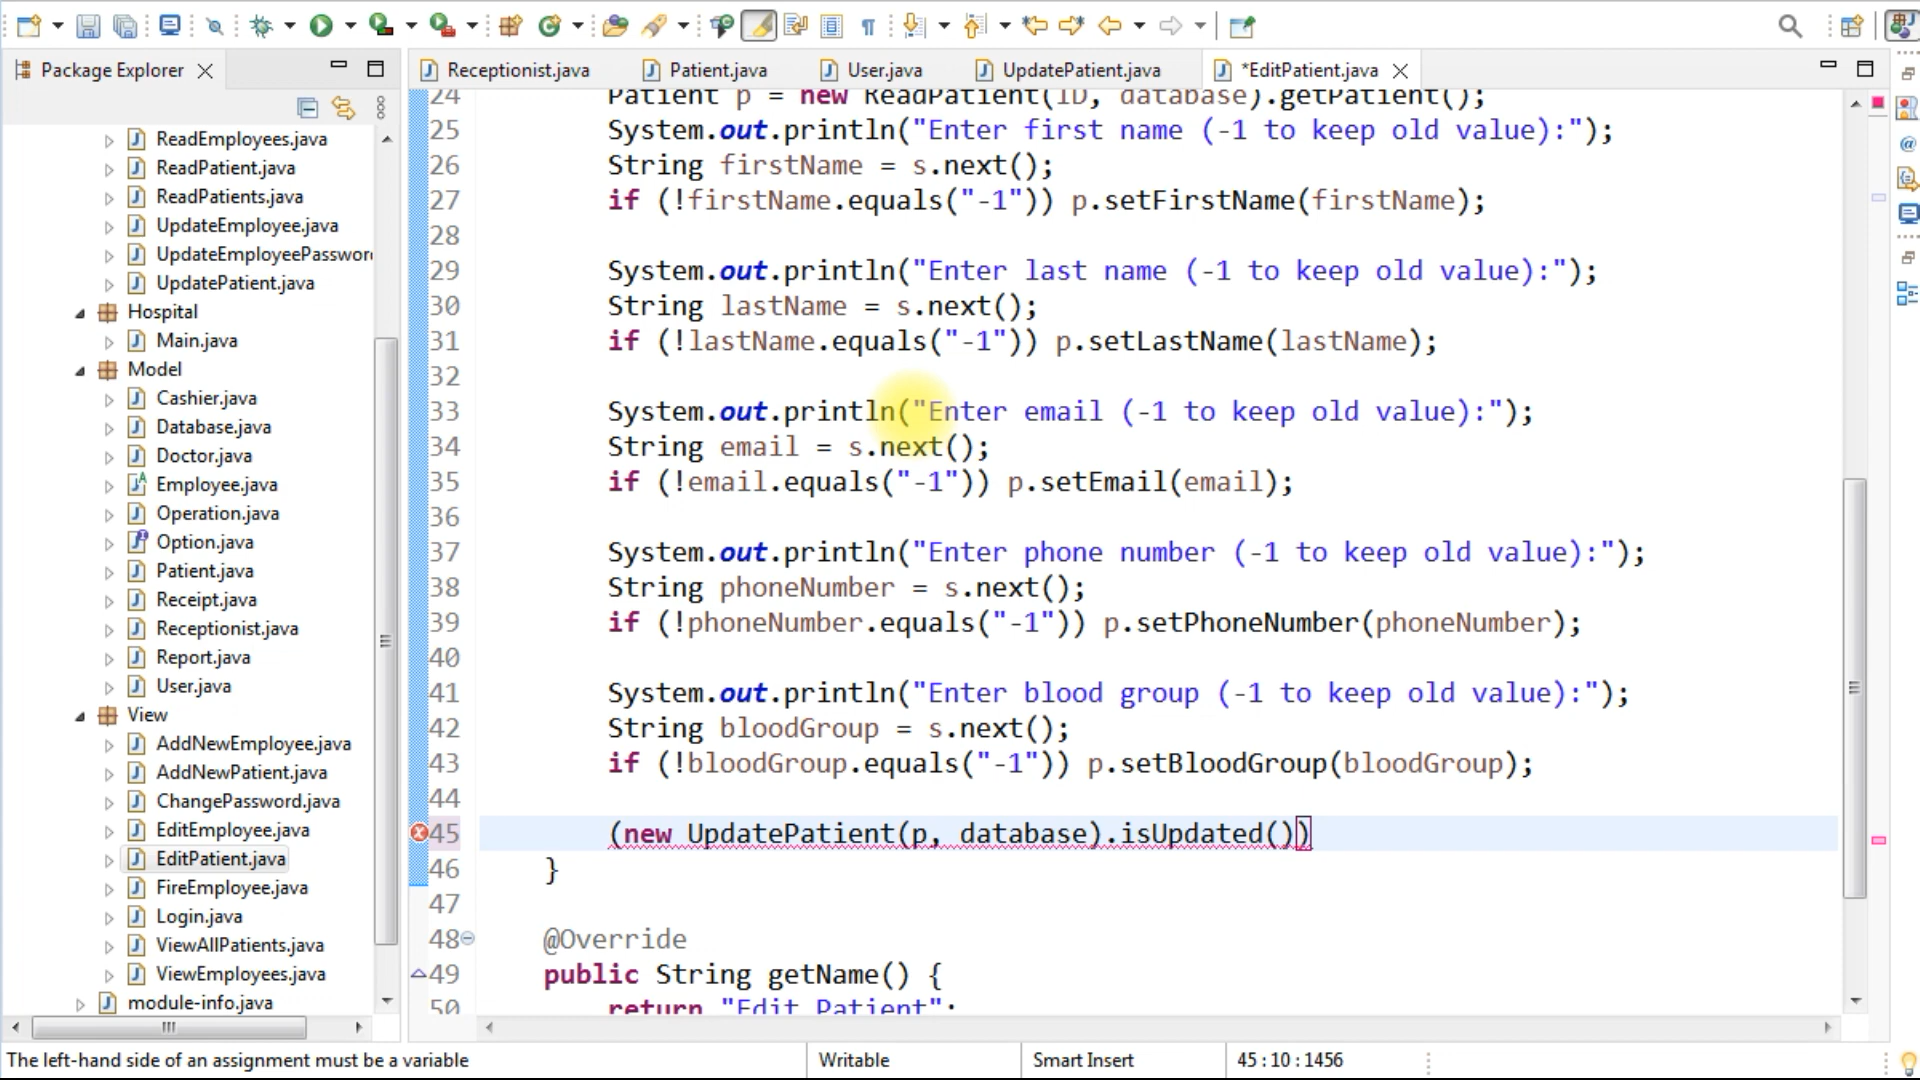 Package Explorer
Receptionist.java
Patient.java
User.java
UpdatePatient.java
*EditPatient.java
ReadEmployees.java
ReadPatient.java
ReadPatients.java
UpdateEmployee.java
UpdateEmployeePassword
UpdatePatient.java
Hospital
Main.java
Model
Cashier.java
Database.java
Doctor.java
Employee.java
Operation.java
Option.java
Patient.java
Receipt.java
Receptionist.java
Report.java
User.java
View
AddNewEmployee.java
AddNewPatient.java
ChangePassword.java
EditEmployee.java
EditPatient.java
FireEmployee.java
Login.java
ViewAllPatients.java
ViewEmployees.java
module-info.java
24 Patient p = new ReadPatient(ID, database).getPatient();
25 System.out.println("Enter first name (-1 to keep old value):");
26 String firstName = s.next();
27 if (!firstName.equals("-1")) p.setFirstName(firstName);
28
29 System.out.println("Enter last name (-1 to keep old value):");
30 String lastName = s.next();
31 if (!lastName.equals("-1")) p.setLastName(lastName);
32
33 System.out.println("Enter email (-1 to keep old value):");
34 String email = s.next();
35 if (!email.equals("-1")) p.setEmail(email);
36
37 System.out.println("Enter phone number (-1 to keep old value):");
38 String phoneNumber = s.next();
39 if (!phoneNumber.equals("-1")) p.setPhoneNumber(phoneNumber);
40
41 System.out.println("Enter blood group (-1 to keep old value):");
42 String bloodGroup = s.next();
43 if (!bloodGroup.equals("-1")) p.setBloodGroup(bloodGroup);
44
45 (new UpdatePatient(p, database).isUpdated())
46 }
47
48 @Override
49 public String getName() {
50 return "Edit Patient";
The left-hand side of an assignment must be a variable
Writable
Smart Insert
45 : 10 : 1456